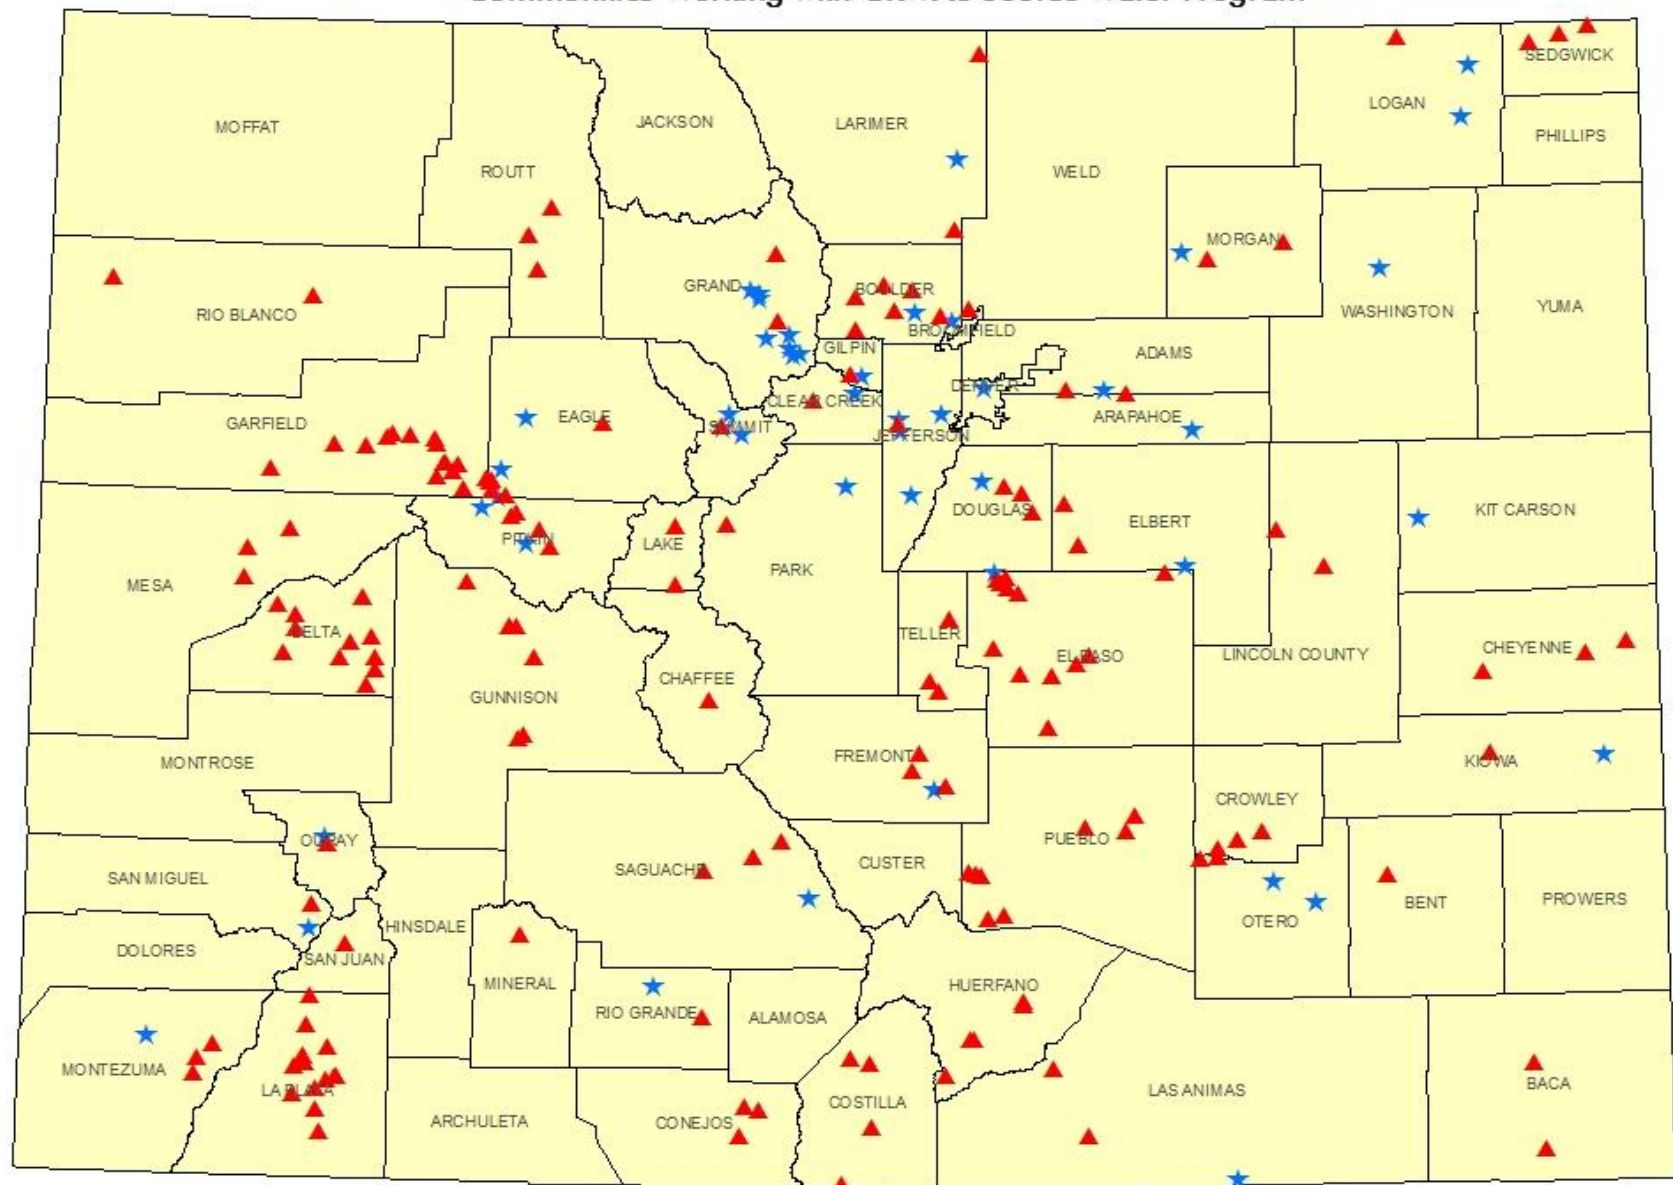 SEDGWICK
LOGAN
MOFFAT
JACKSON
LARIMER
PHILLIPS
ROUTT
WELD
MORGAN
GRAND
BOULDER
RIO BLANCO
WASHINGTON
YUMA
BROOMFIELD
GILPIN
ADAMS
DENVER
CLEAR CREEK
EAGLE
ARAPAHOE
GARFIELD
SUMMIT
JEFFERSON
DOUGLAS
KIT CARSON
ELBERT
PITKIN
LAKE
PARK
MESA
DELTA
TELLER
CHEYENNE
EL PASO
LINCOLN COUNTY
CHAFFEE
GUNNISON
FREMONT
MONTROSE
KIOWA
CROWLEY
OURAY
PUEBLO
CUSTER
SAGUACHE
SAN MIGUEL
PROWERS
BENT
OTERO
HINSDALE
DOLORES
SAN JUAN
MINERAL
HUERFANO
RIO GRANDE
ALAMOSA
MONTEZUMA
LA PLATA
BACA
LAS ANIMAS
COSTILLA
ARCHULETA
CONEJOS